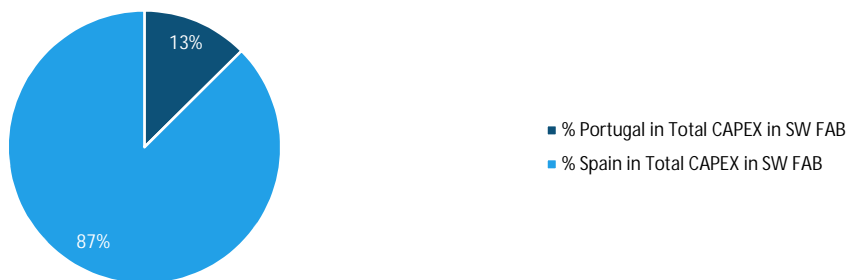 13%
% Portugal in Total CAPEX in SW FAB
% Spain in Total CAPEX in SW FAB
87%